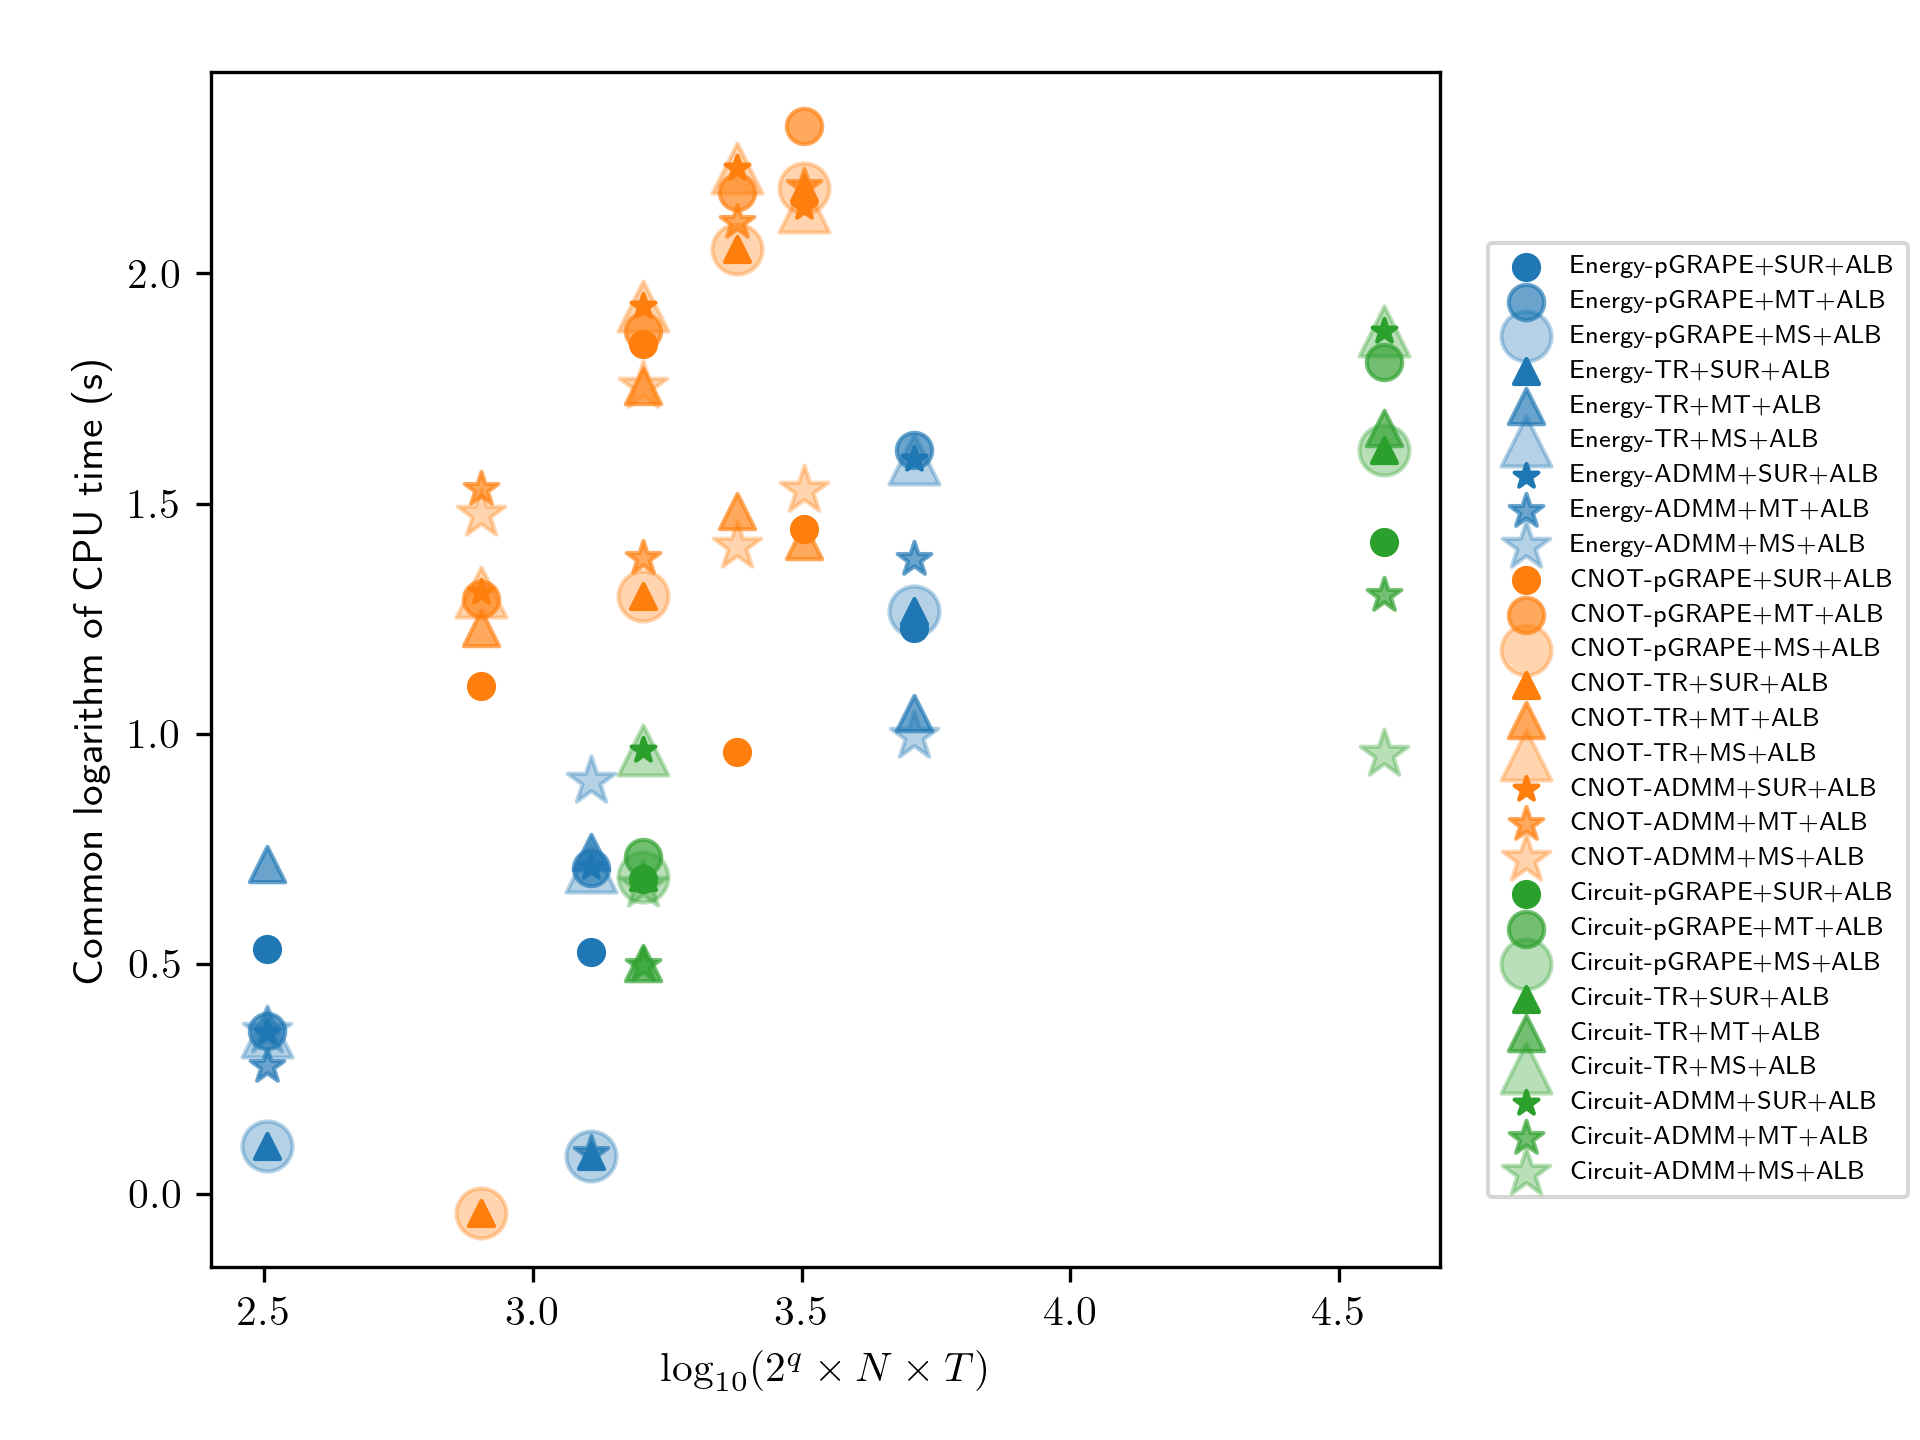 Common logarithm of CPU time (s)
2.0
1.5
1.0
0.5
0.0
2.5 3.0 3.5 4.0 4.5
log₁₀(2^q × N × T)
Energy-pGRAPE+SUR+ALB
Energy-pGRAPE+MT+ALB
Energy-pGRAPE+MS+ALB
Energy-TR+SUR+ALB
Energy-TR+MT+ALB
Energy-TR+MS+ALB
Energy-ADMM+SUR+ALB
Energy-ADMM+MT+ALB
Energy-ADMM+MS+ALB
CNOT-pGRAPE+SUR+ALB
CNOT-pGRAPE+MT+ALB
CNOT-pGRAPE+MS+ALB
CNOT-TR+SUR+ALB
CNOT-TR+MT+ALB
CNOT-TR+MS+ALB
CNOT-ADMM+SUR+ALB
CNOT-ADMM+MT+ALB
CNOT-ADMM+MS+ALB
Circuit-pGRAPE+SUR+ALB
Circuit-pGRAPE+MT+ALB
Circuit-pGRAPE+MS+ALB
Circuit-TR+SUR+ALB
Circuit-TR+MT+ALB
Circuit-TR+MS+ALB
Circuit-ADMM+SUR+ALB
Circuit-ADMM+MT+ALB
Circuit-ADMM+MS+ALB